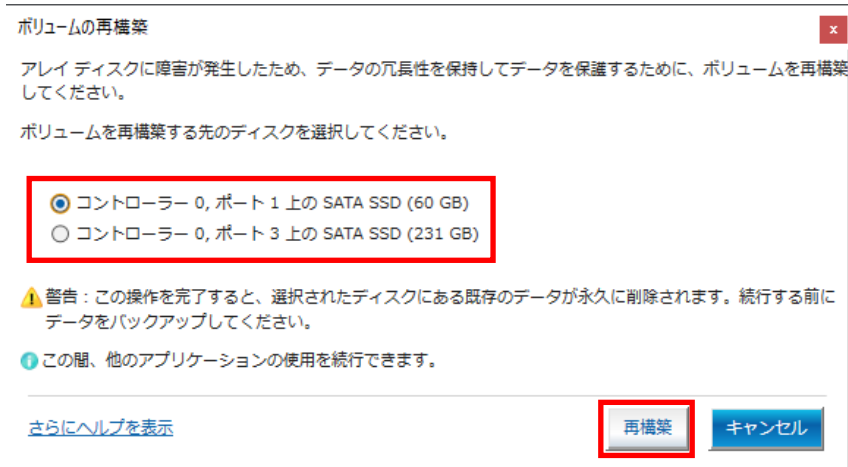 ボリュームの再構築
x
アレイ ディスクに障害が発生したため、データの冗長性を保持してデータを保護するために、ボリュームを再構築
してください。
ボリュームを再構築する先のディスクを選択してください。
コントローラー 0, ポート 1 上の SATA SSD (60 GB)
コントローラー 0, ポート 3 上の SATA SSD (231 GB)
警告：この操作を完了すると、選択されたディスクにある既存のデータが永久に削除されます。続行する前に
データをバックアップしてください。
この間、他のアプリケーションの使用を続行できます。
さらにヘルプを表示
再構築
キャンセル